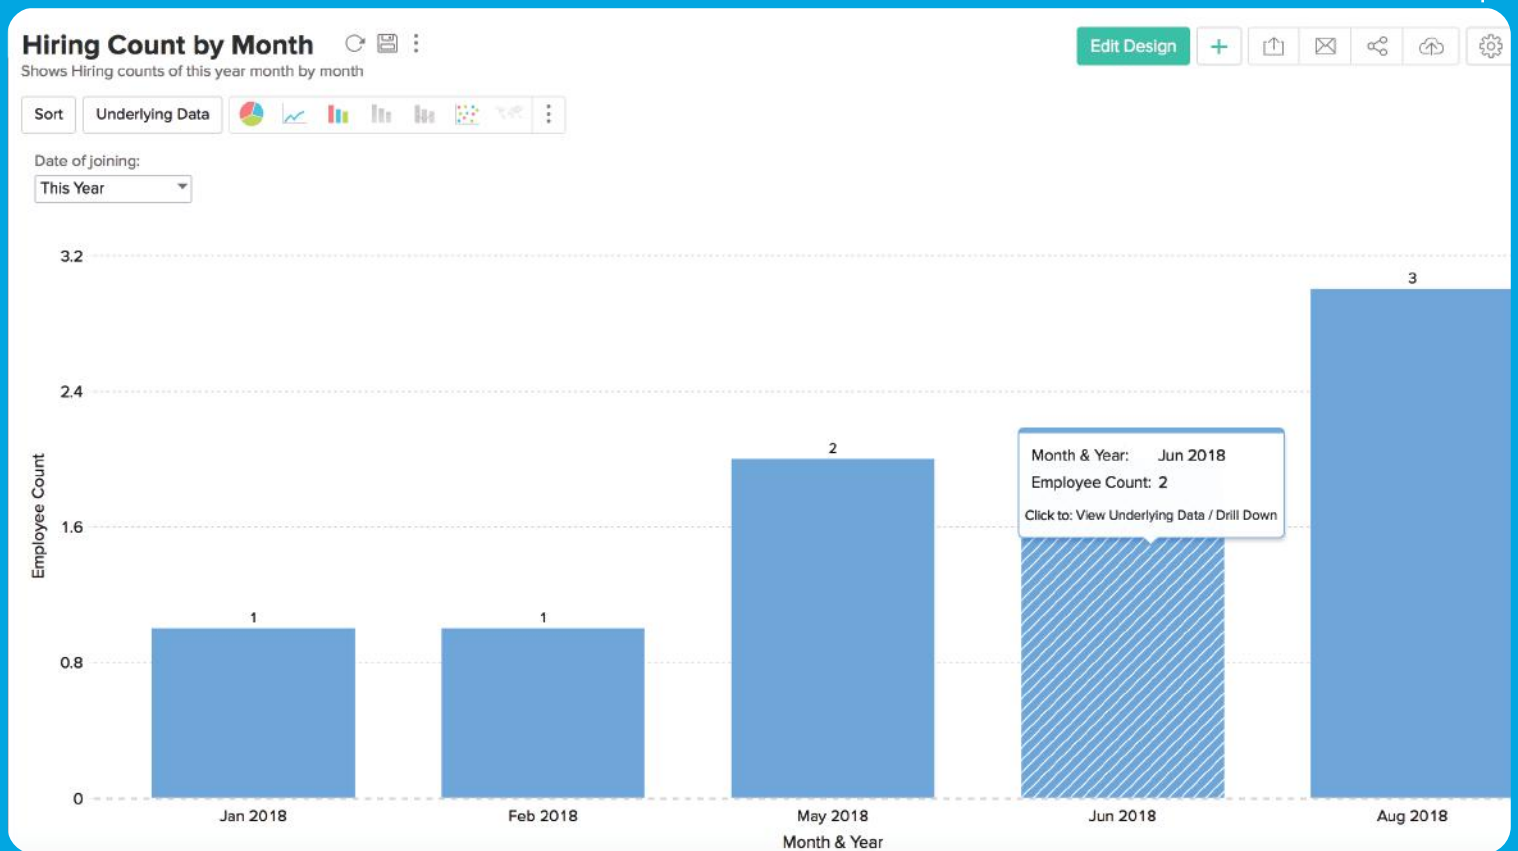 Hiring Count by Month
Shows Hiring counts of this year month by month
Edit Design
Sort
Underlying Data
Date of joining:
This Year
3.2
2.4
1.6
0.8
0
Employee Count
1
1
2
3
Month & Year: Jun 2018
Employee Count: 2
Click to: View Underlying Data / Drill Down
Jan 2018
Feb 2018
May 2018
Jun 2018
Aug 2018
Month & Year